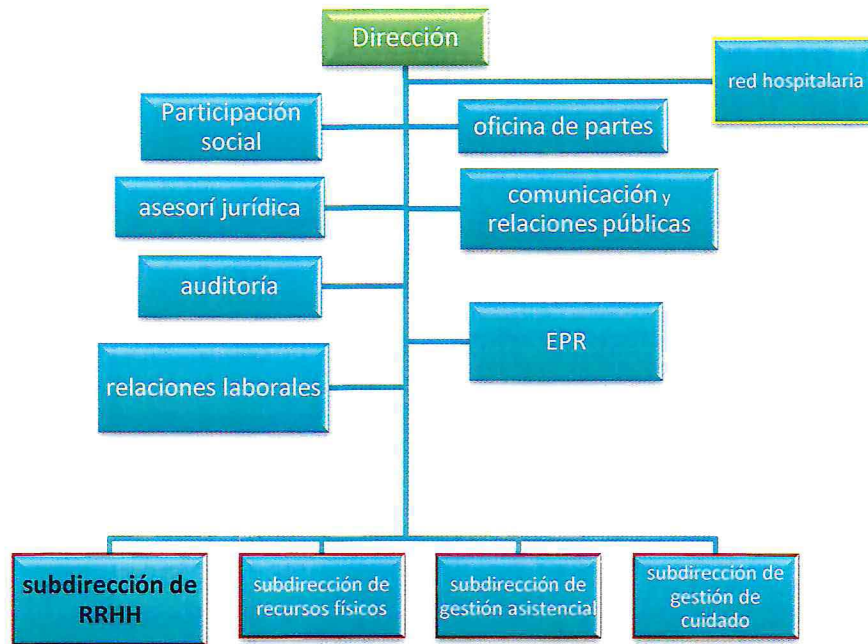 Dirección
red hospitalaria
Participación
social
oficina de partes
asesorí jurídica
comunicación y
relaciones públicas
auditoría
EPR
relaciones laborales
subdirección de
RRHH
subdirección de
recursos físicos
subdirección de
gestión asistencial
subdirección de
gestión de
cuidado